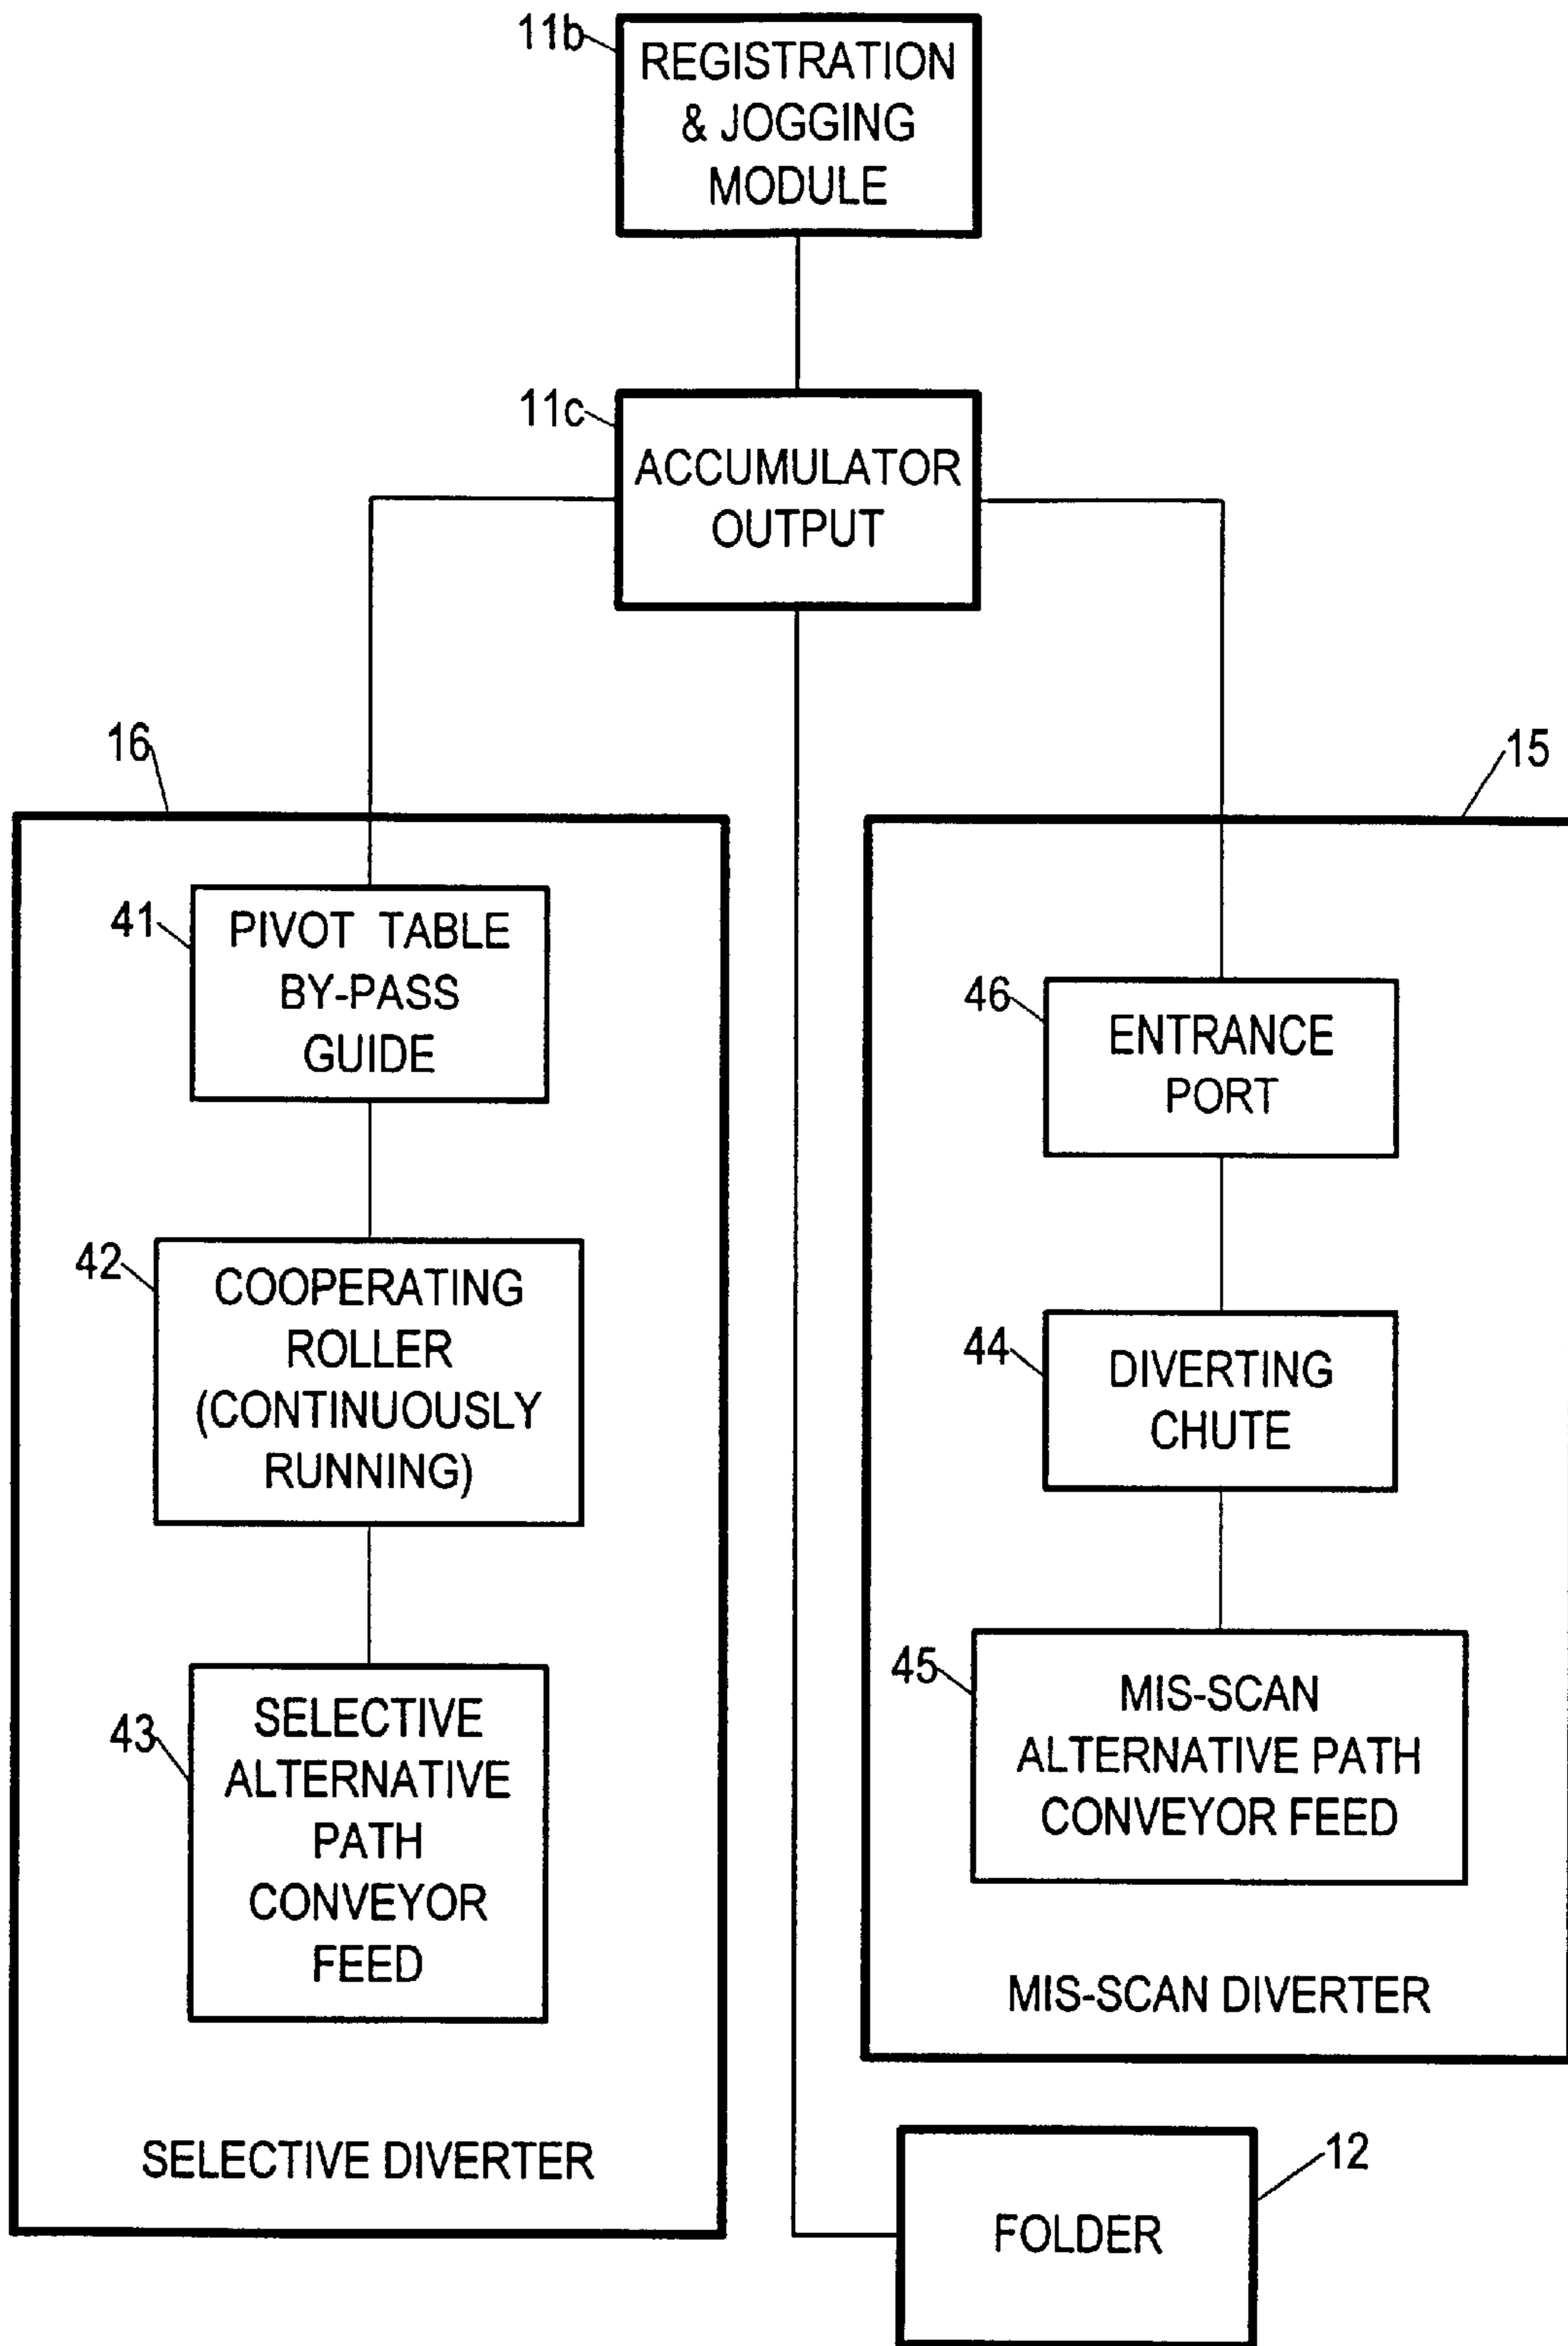 11b
REGISTRATION
& JOGGING
MODULE
11c
ACCUMULATOR
OUTPUT
16
41
PIVOT TABLE
BY-PASS
GUIDE
42
COOPERATING
ROLLER
(CONTINUOUSLY
RUNNING)
43
SELECTIVE
ALTERNATIVE
PATH
CONVEYOR
FEED
SELECTIVE DIVERTER
15
46
ENTRANCE
PORT
44
DIVERTING
CHUTE
45
MIS-SCAN
ALTERNATIVE PATH
CONVEYOR FEED
MIS-SCAN DIVERTER
12
FOLDER